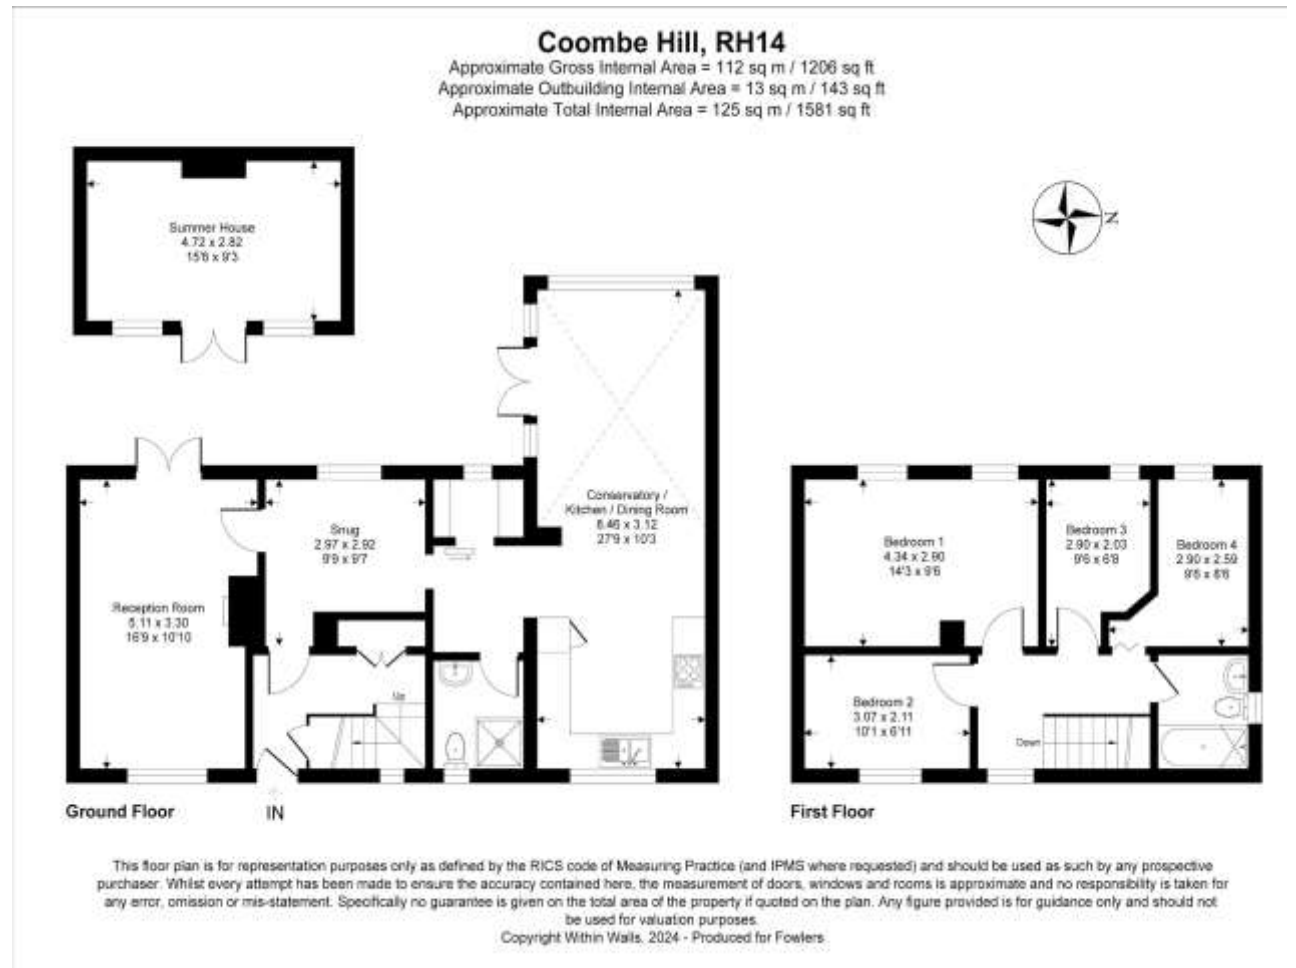 Coombe Hill, RH14
Approximate Gross Internal Area = 112 sq m / 1206 sq ft
Approximate Outbuilding Internal Area = 13 sq m / 143 sq ft
Approximate Total Internal Area = 125 sq m / 1581 sq ft
N
Summer House
4.72 x 2.82
15'6 x 9'3
Conservatory /
Kitchen / Dining Room
8.46 x 3.12
27'9 x 10'3
Snug
2.97 x 2.92
9'9 x 9'7
Reception Room
5.11 x 3.30
16'9 x 10'10
Up
IN
Ground Floor
Bedroom 1
4.34 x 2.90
14'3 x 9'6
Bedroom 3
2.90 x 2.03
9'6 x 6'8
Bedroom 4
2.90 x 2.59
9'6 x 8'6
Bedroom 2
3.07 x 2.11
10'1 x 6'11
Down
First Floor
This floor plan is for representation purposes only as defined by the RICS code of Measuring Practice (and IPMS where requested) and should be used as such by any prospective
purchaser. Whilst every attempt has been made to ensure the accuracy contained here, the measurement of doors, windows and rooms is approximate and no responsibility is taken for
any error, omission or mis-statement. Specifically no guarantee is given on the total area of the property if quoted on the plan. Any figure provided is for guidance only and should not
be used for valuation purposes.
Copyright Within Walls, 2024 - Produced for Fowlers